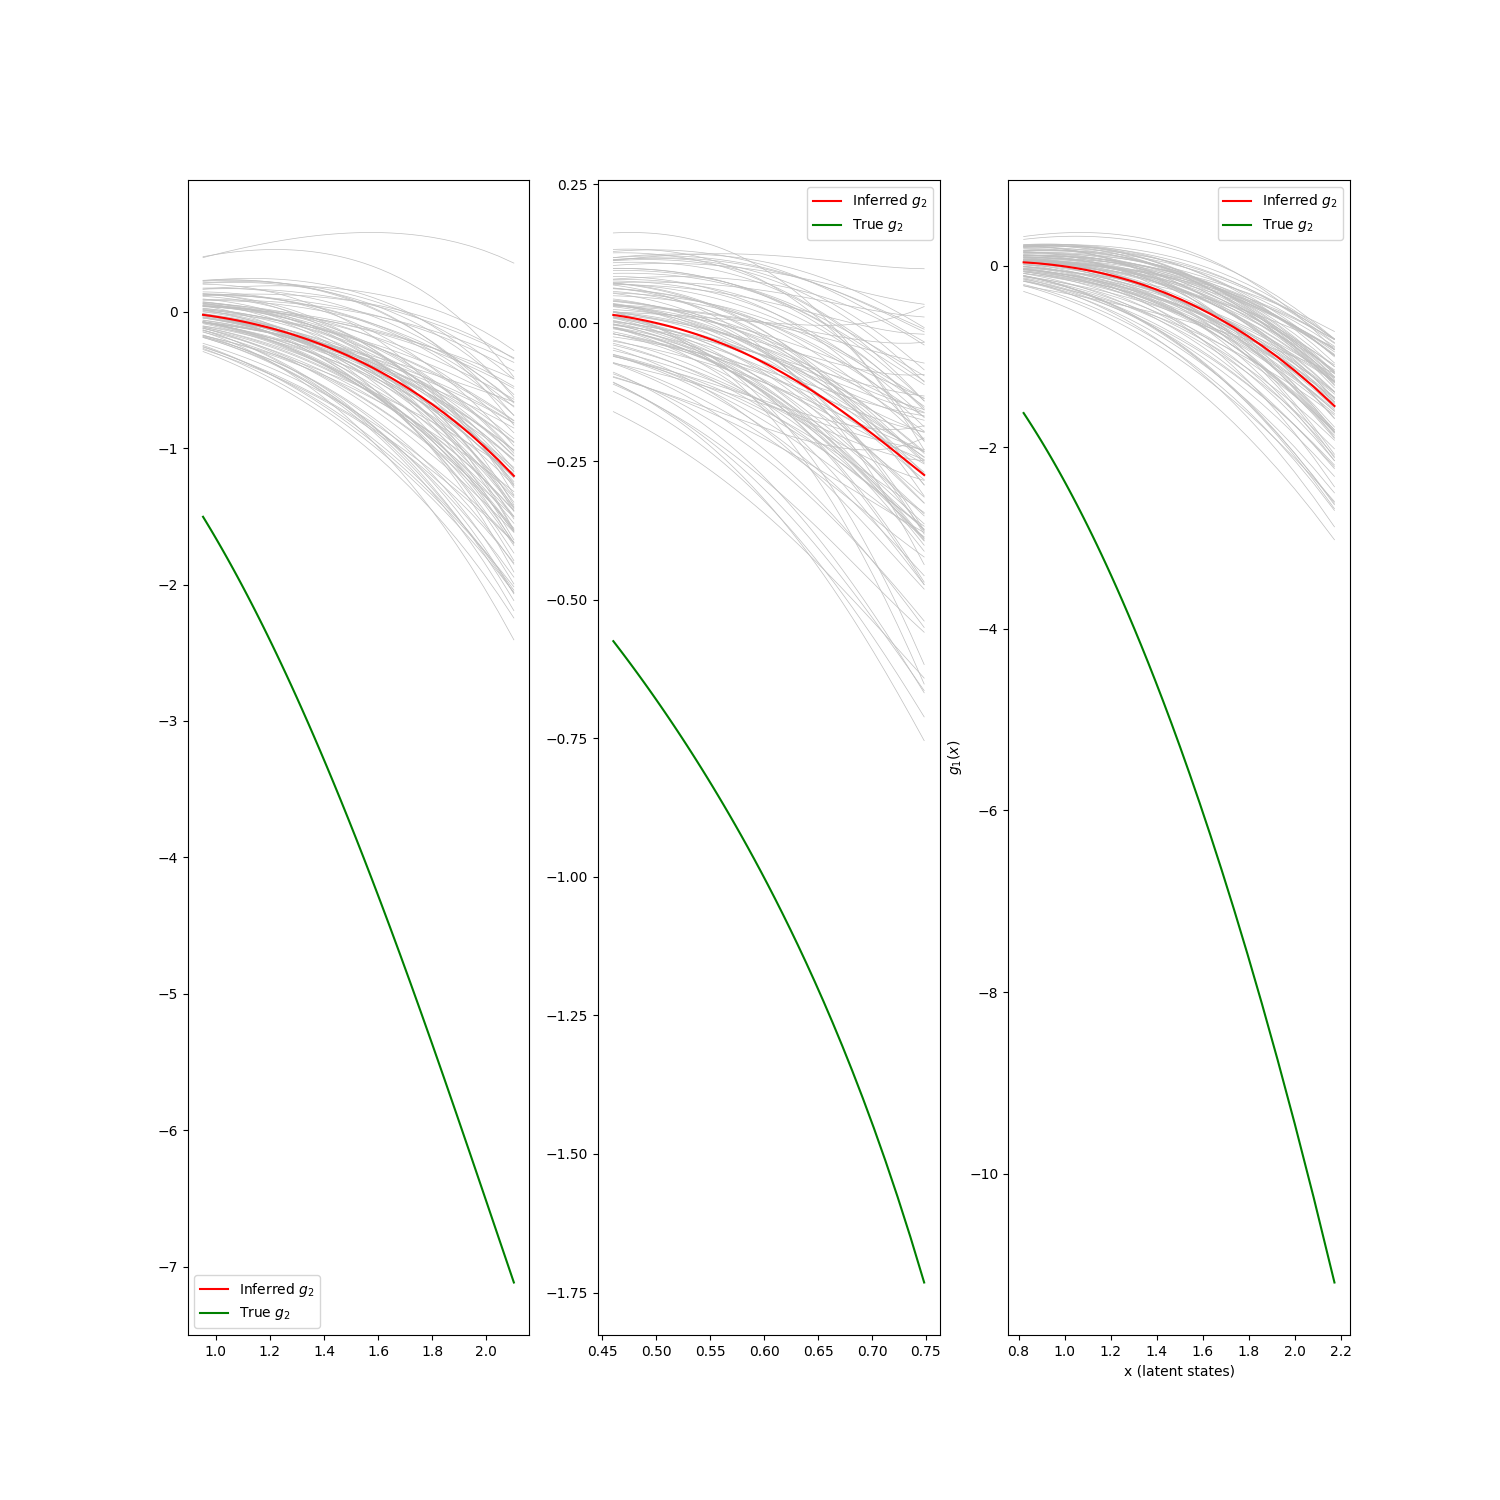 0
−1
−2
−3
−4
−5
−6
−7
1.0 1.2 1.4 1.6 1.8 2.0
Inferred g₂
True g₂
0.25
0.00
−0.25
−0.50
−0.75
−1.00
−1.25
−1.50
−1.75
0.45 0.50 0.55 0.60 0.65 0.70 0.75
Inferred g₂
True g₂
g₁(x)
0
−2
−4
−6
−8
−10
0.8 1.0 1.2 1.4 1.6 1.8 2.0 2.2
x (latent states)
Inferred g₂
True g₂